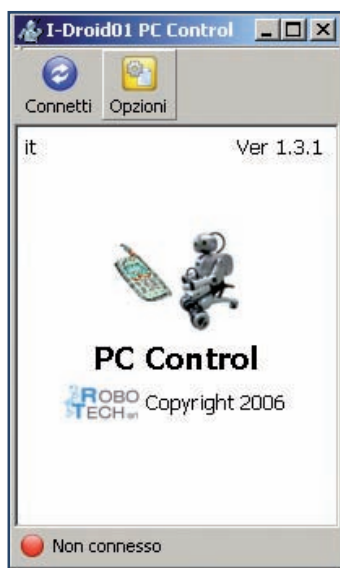 I-Droid01 PC Control
Connetti Opzioni
it Ver 1.3.1
PC Control
ROBO TECH srl Copyright 2006
Non connesso